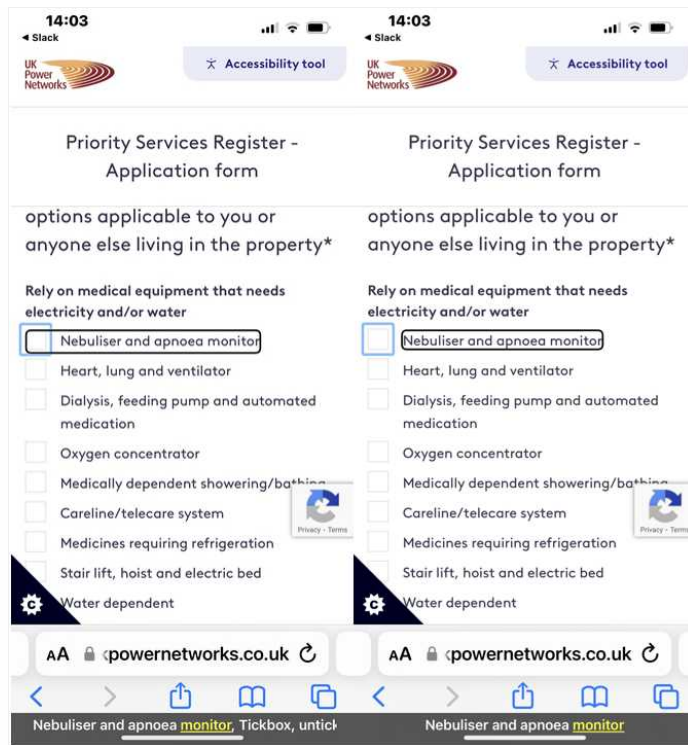 14:03
◄ Slack
UK
Power
Networks
Accessibility tool
Priority Services Register -
Application form
options applicable to you or
anyone else living in the property*
Rely on medical equipment that needs
electricity and/or water
Nebuliser and apnoea monitor
Heart, lung and ventilator
Dialysis, feeding pump and automated
medication
Oxygen concentrator
Medically dependent showering/bathing
Careline/telecare system
Privacy - Terms
Medicines requiring refrigeration
Stair lift, hoist and electric bed
C
Water dependent
AA powernetworks.co.uk
Nebuliser and apnoea monitor, Tickbox, untick
14:03
◄ Slack
UK
Power
Networks
Accessibility tool
Priority Services Register -
Application form
options applicable to you or
anyone else living in the property*
Rely on medical equipment that needs
electricity and/or water
Nebuliser and apnoea monitor
Heart, lung and ventilator
Dialysis, feeding pump and automated
medication
Oxygen concentrator
Medically dependent showering/bathing
Careline/telecare system
Privacy - Terms
Medicines requiring refrigeration
Stair lift, hoist and electric bed
C
Water dependent
AA powernetworks.co.uk
Nebuliser and apnoea monitor